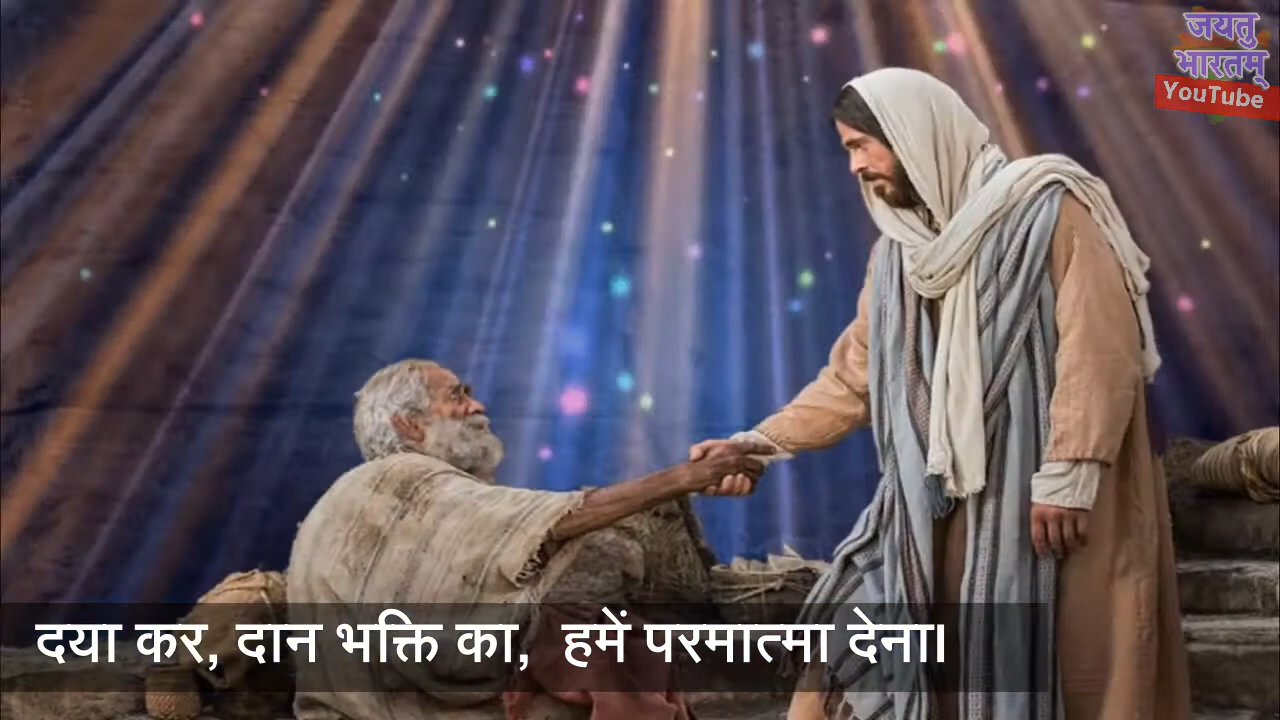 जयतु
भारतम्
YouTube
दया कर, दान भक्ति का, हमें परमात्मा देना।